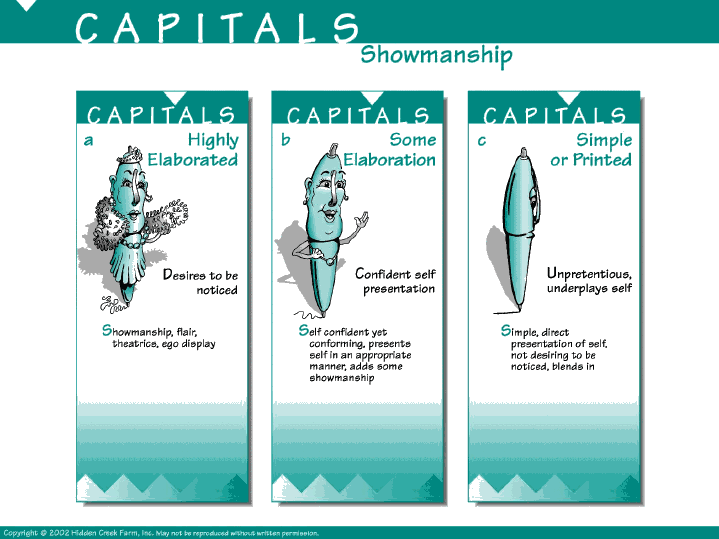 CAPITALS
Showmanship
CAPITALS
a Highly
Elaborated
Desires to be
noticed
Showmanship, flair,
theatrics, ego display
CAPITALS
b Some
Elaboration
Confident self
presentation
Self confident yet
conforming, presents
self in an appropriate
manner, adds some
showmanship
CAPITALS
c Simple
or Printed
Unpretentious,
underplays self
Simple, direct
presentation of self,
not desiring to be
noticed, blends in
Copyright @ 2002 Hidden Creek Farm, Inc. May not be reproduced without written permission.